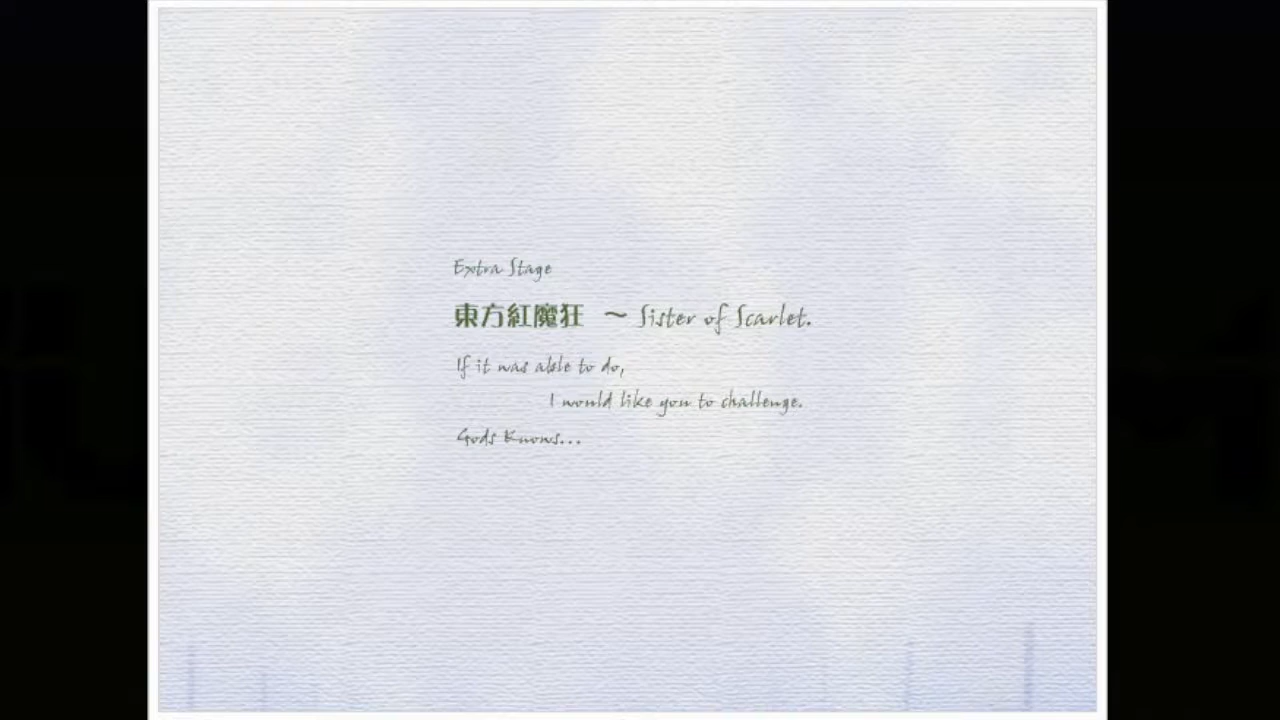 Extra Stage
東方紅魔狂 ～ Sister of Scarlet.
If it was able to do,
I would like you to challenge.
Gods Knows...